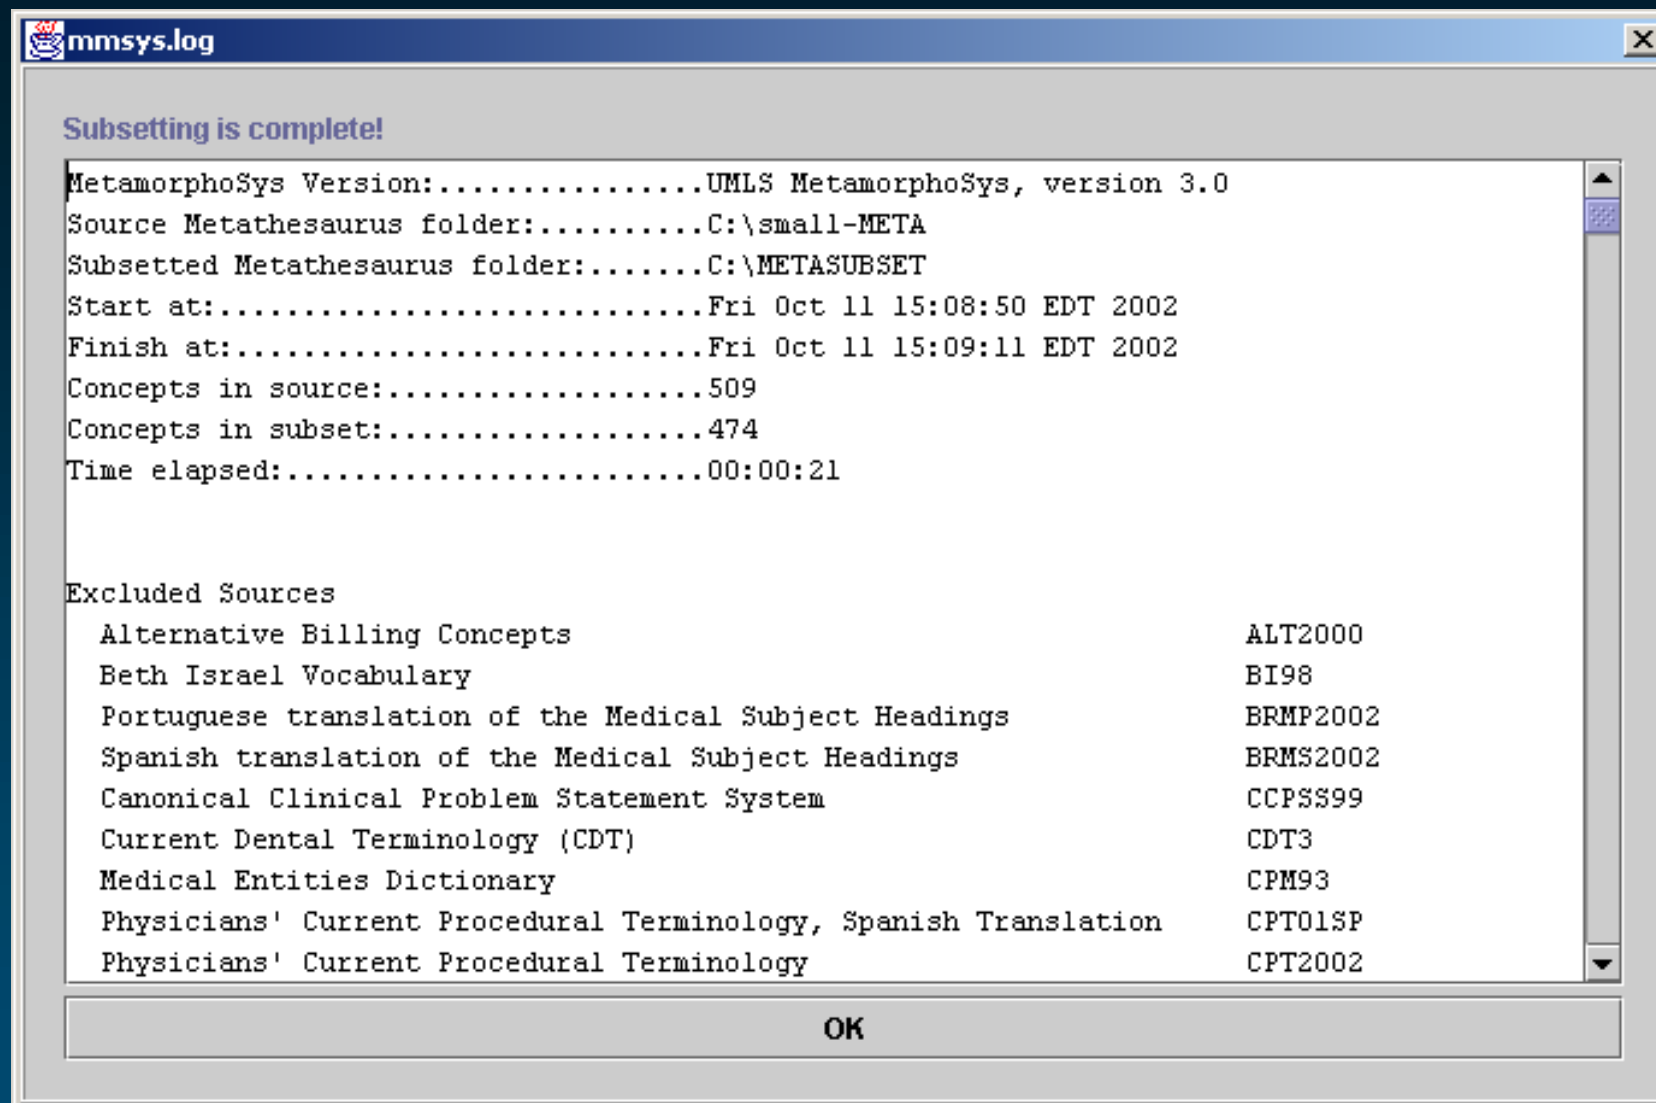 mmsys.log
Subsetting is complete!
MetamorphoSys Version:................UMLS MetamorphoSys, version 3.0
Source Metathesaurus folder:..........C:\small-META
Subsetted Metathesaurus folder:.......C:\METASUBSET
Start at:.............................Fri Oct 11 15:08:50 EDT 2002
Finish at:............................Fri Oct 11 15:09:11 EDT 2002
Concepts in source:...................509
Concepts in subset:...................474
Time elapsed:.........................00:00:21
Excluded Sources
Alternative Billing Concepts ALT2000
Beth Israel Vocabulary BI98
Portuguese translation of the Medical Subject Headings BRMP2002
Spanish translation of the Medical Subject Headings BRMS2002
Canonical Clinical Problem Statement System CCPSS99
Current Dental Terminology (CDT) CDT3
Medical Entities Dictionary CPM93
Physicians' Current Procedural Terminology, Spanish Translation CPT01SP
Physicians' Current Procedural Terminology CPT2002
OK